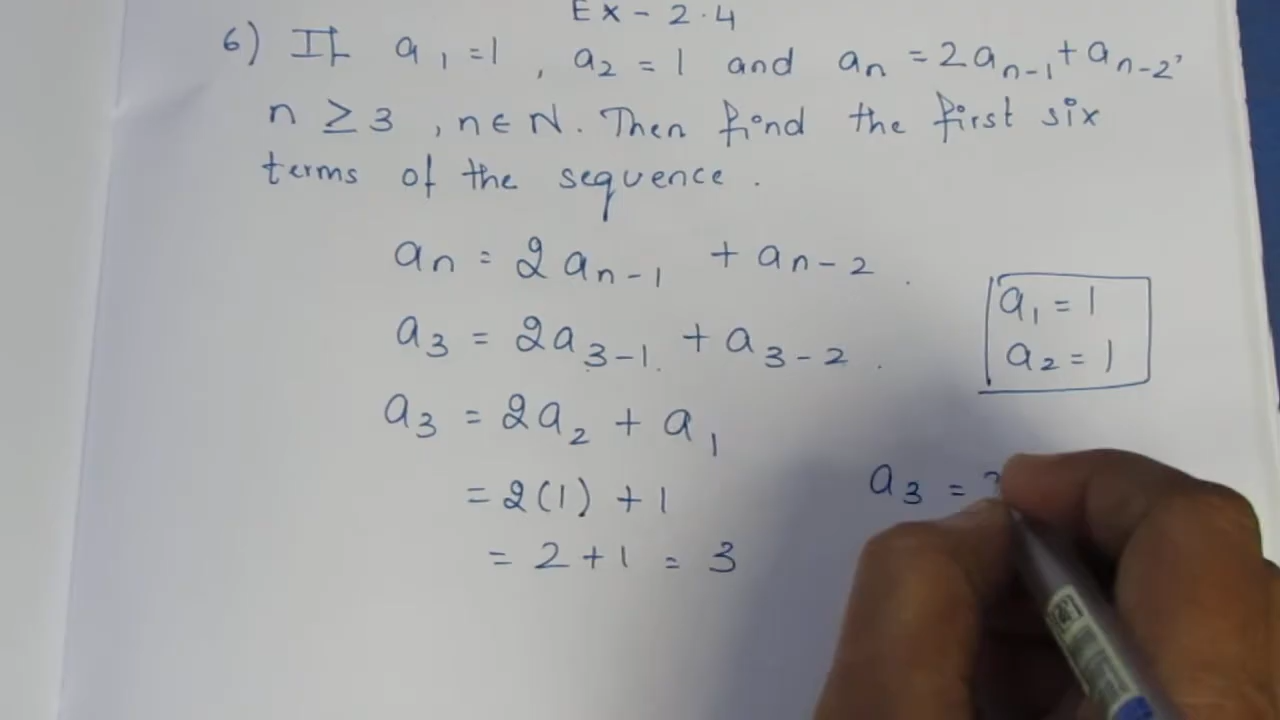 Ex - 2.4
6) If a₁ = 1, a₂ = 1 and aₙ = 2aₙ₋₁ + aₙ₋₂,
n ≥ 3, n ∈ N. Then find the first six
terms of the sequence.
aₙ = 2aₙ₋₁ + aₙ₋₂.
a₃ = 2a₃₋₁ + a₃₋₂.
a₁ = 1
a₂ = 1
a₃ = 2a₂ + a₁
= 2(1) + 1
a₃ =
= 2 + 1 = 3